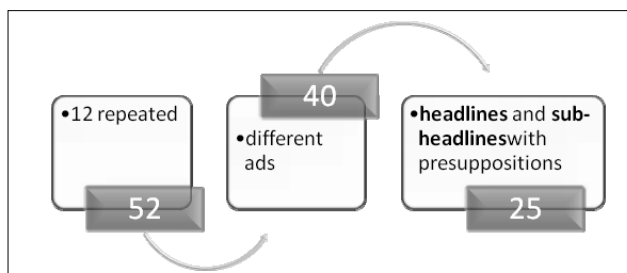 •12 repeated
52
40
•different
ads
•headlines and sub-
headlineswith
presuppositions
25